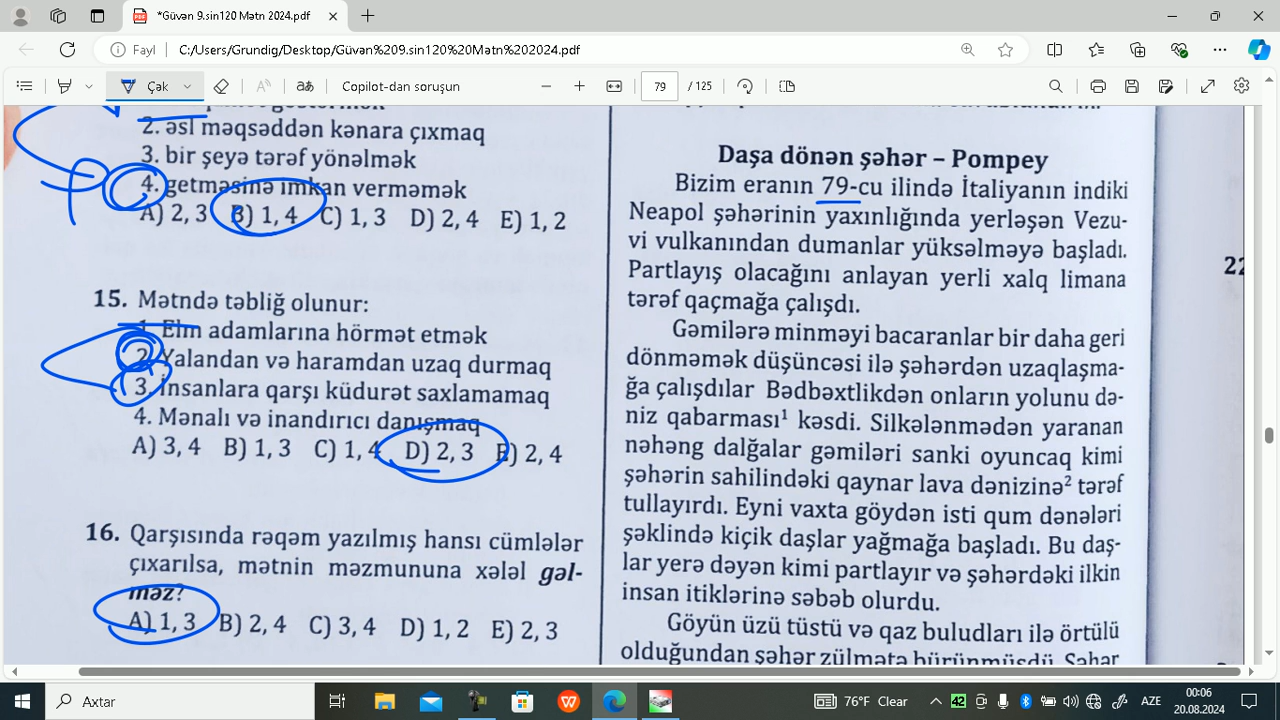 *Güvən 9.sin120 Mətn 2024.pdf
Fayl C:/Users/Grundig/Desktop/Güvən%209.sin120%20Mətn%202024.pdf
Çək Copilot-dan soruşun 79 / 125
2. əsl məqsəddən kənara çıxmaq
3. bir şeyə tərəf yönəlmək
4. getməsinə imkan verməmək
A) 2, 3 B) 1, 4 C) 1, 3 D) 2, 4 E) 1, 2
15. Mətndə təbliğ olunur:
1. Elm adamlarına hörmət etmək
2. Yalandan və haramdan uzaq durmaq
3. İnsanlara qarşı küdurət saxlamamaq
4. Mənalı və inandırıcı danışmaq
A) 3, 4 B) 1, 3 C) 1, 4 D) 2, 3 E) 2, 4
16. Qarşısında rəqəm yazılmış hansı cümlələr
çıxarılsa, mətnin məzmununa xələl gəl-
məz?
A) 1, 3 B) 2, 4 C) 3, 4 D) 1, 2 E) 2, 3
Daşa dönən şəhər – Pompey
Bizim eranın 79-cu ilində İtaliyanın indiki
Neapol şəhərinin yaxınlığında yerləşən Vezu-
vi vulkanından dumanlar yüksəlməyə başladı.
Partlayış olacağını anlayan yerli xalq limana
tərəf qaçmağa çalışdı.
Gəmilərə minməyi bacaranlar bir daha geri
dönməmək düşüncəsi ilə şəhərdən uzaqlaşma-
ğa çalışdılar Bədbəxtlikdən onların yolunu də-
niz qabarması¹ kəsdi. Silkələnmədən yaranan
nəhəng dalğalar gəmiləri sanki oyuncaq kimi
şəhərin sahilindəki qaynar lava dənizinə² tərəf
tullayırdı. Eyni vaxta göydən isti qum dənələri
şəklində kiçik daşlar yağmağa başladı. Bu daş-
lar yerə dəyən kimi partlayır və şəhərdəki ilkin
insan itiklərinə səbəb olurdu.
Göyün üzü tüstü və qaz buludları ilə örtülü
olduğundan şəhər zülmətə bürünmüşdü. Şəhər
22
Axtar
76°F Clear
42
AZE
00:06
20.08.2024